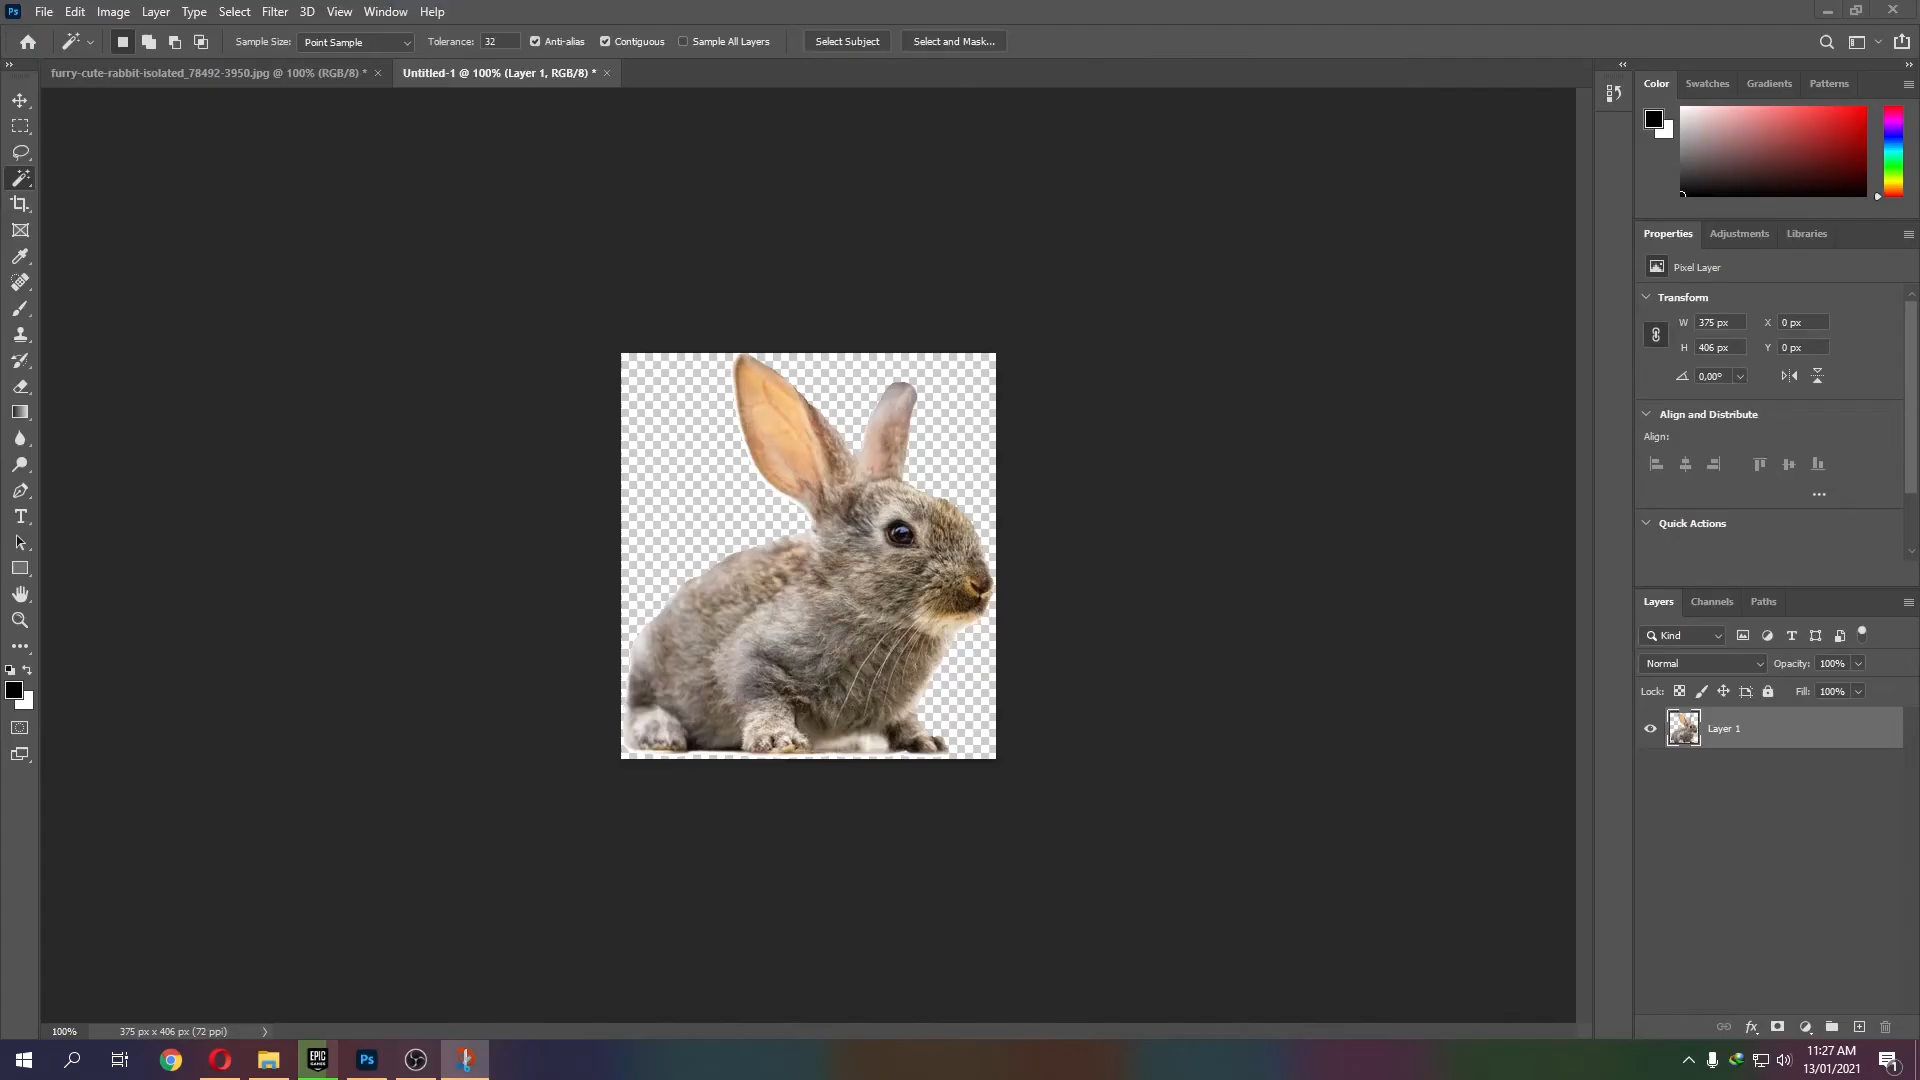 Ps File Edit Image Layer Type Select Filter 3D View Window Help
Sample Size: Point Sample Tolerance: 32 Anti-alias Contiguous Sample All Layers Select Subject Select and Mask...
furry-cute-rabbit-isolated_78492-3950.jpg @ 100% (RGB/8) * × Untitled-1 @ 100% (Layer 1, RGB/8) * ×
Color Swatches Gradients Patterns
Properties Adjustments Libraries
Pixel Layer
Transform
W 375 px X 0 px
H 406 px Y 0 px
0,00°
Align and Distribute
Align:
Quick Actions
Layers Channels Paths
Kind
Normal Opacity: 100%
Lock: Fill: 100%
Layer 1
100% 375 px x 406 px (72 ppi)
EPIC GAMES Ps
11:27 AM
13/01/2021
1